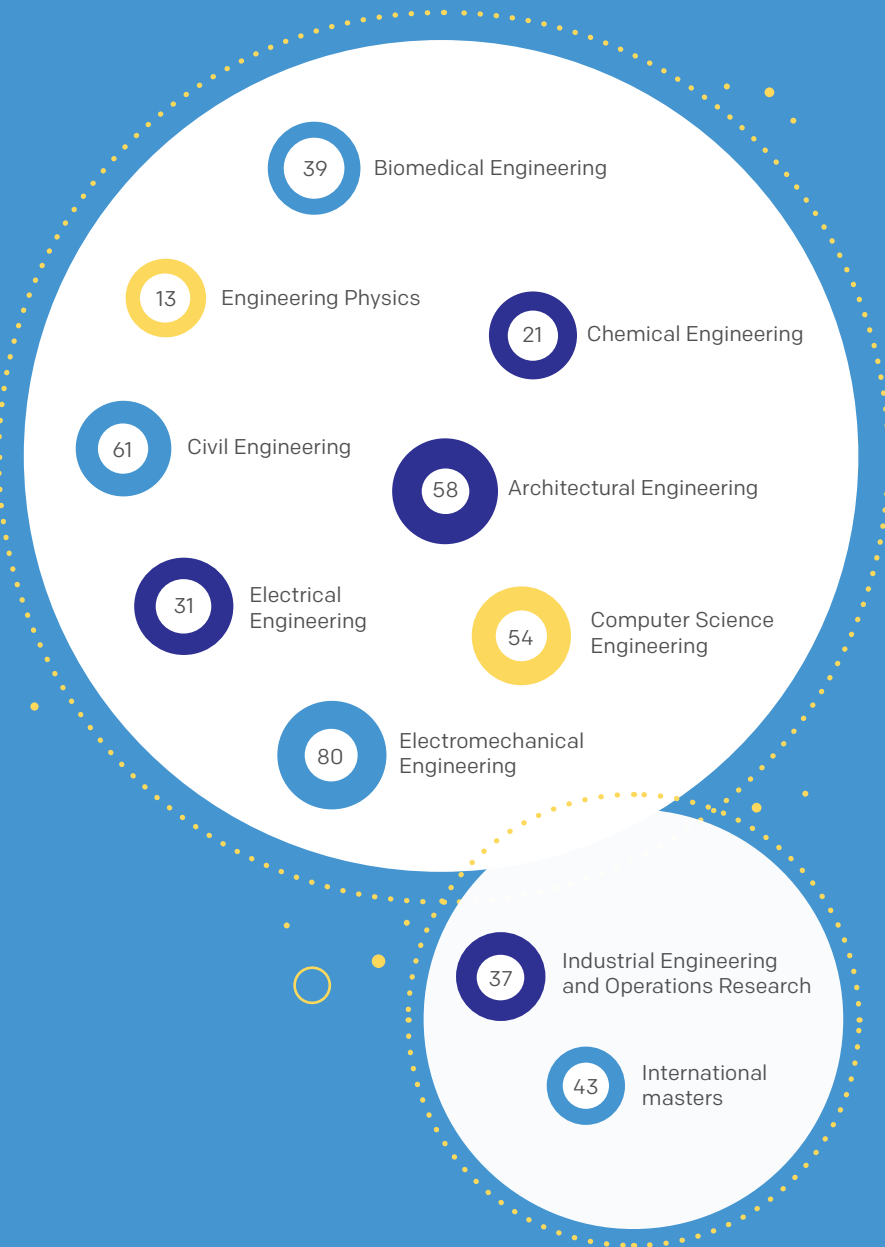 39 Biomedical Engineering
13 Engineering Physics
21 Chemical Engineering
61 Civil Engineering
58 Architectural Engineering
31 Electrical
Engineering
54 Computer Science
Engineering
80 Electromechanical
Engineering
37 Industrial Engineering
and Operations Research
43 International
masters